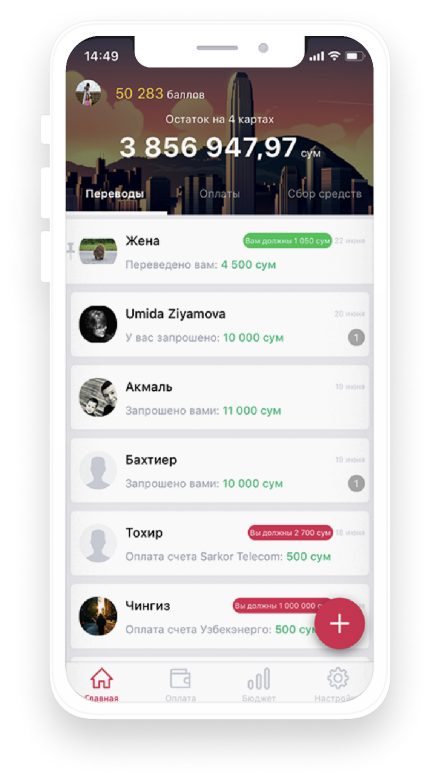 14:49
50 283 баллов
Остаток на 4 картах
3 856 947,97 сум
Переводы Оплаты Сбор средств
Жена Вам должны 1 050 сум 22 июня
Переведено вам: 4 500 сум
Umida Ziyamova 20 июня
У вас запрошено: 10 000 сум 1
Акмаль 19 июня
Запрошено вами: 11 000 сум
Бахтиер 19 июня
Запрошено вами: 10 000 сум 1
Тохир Вы должны 2 700 сум 18 июня
Оплата счета Sarkor Telecom: 500 сум
Чингиз Вы должны 1 000 000
Оплата счета Узбекэнерго: 500
Главная Оплата Бюджет Настройки